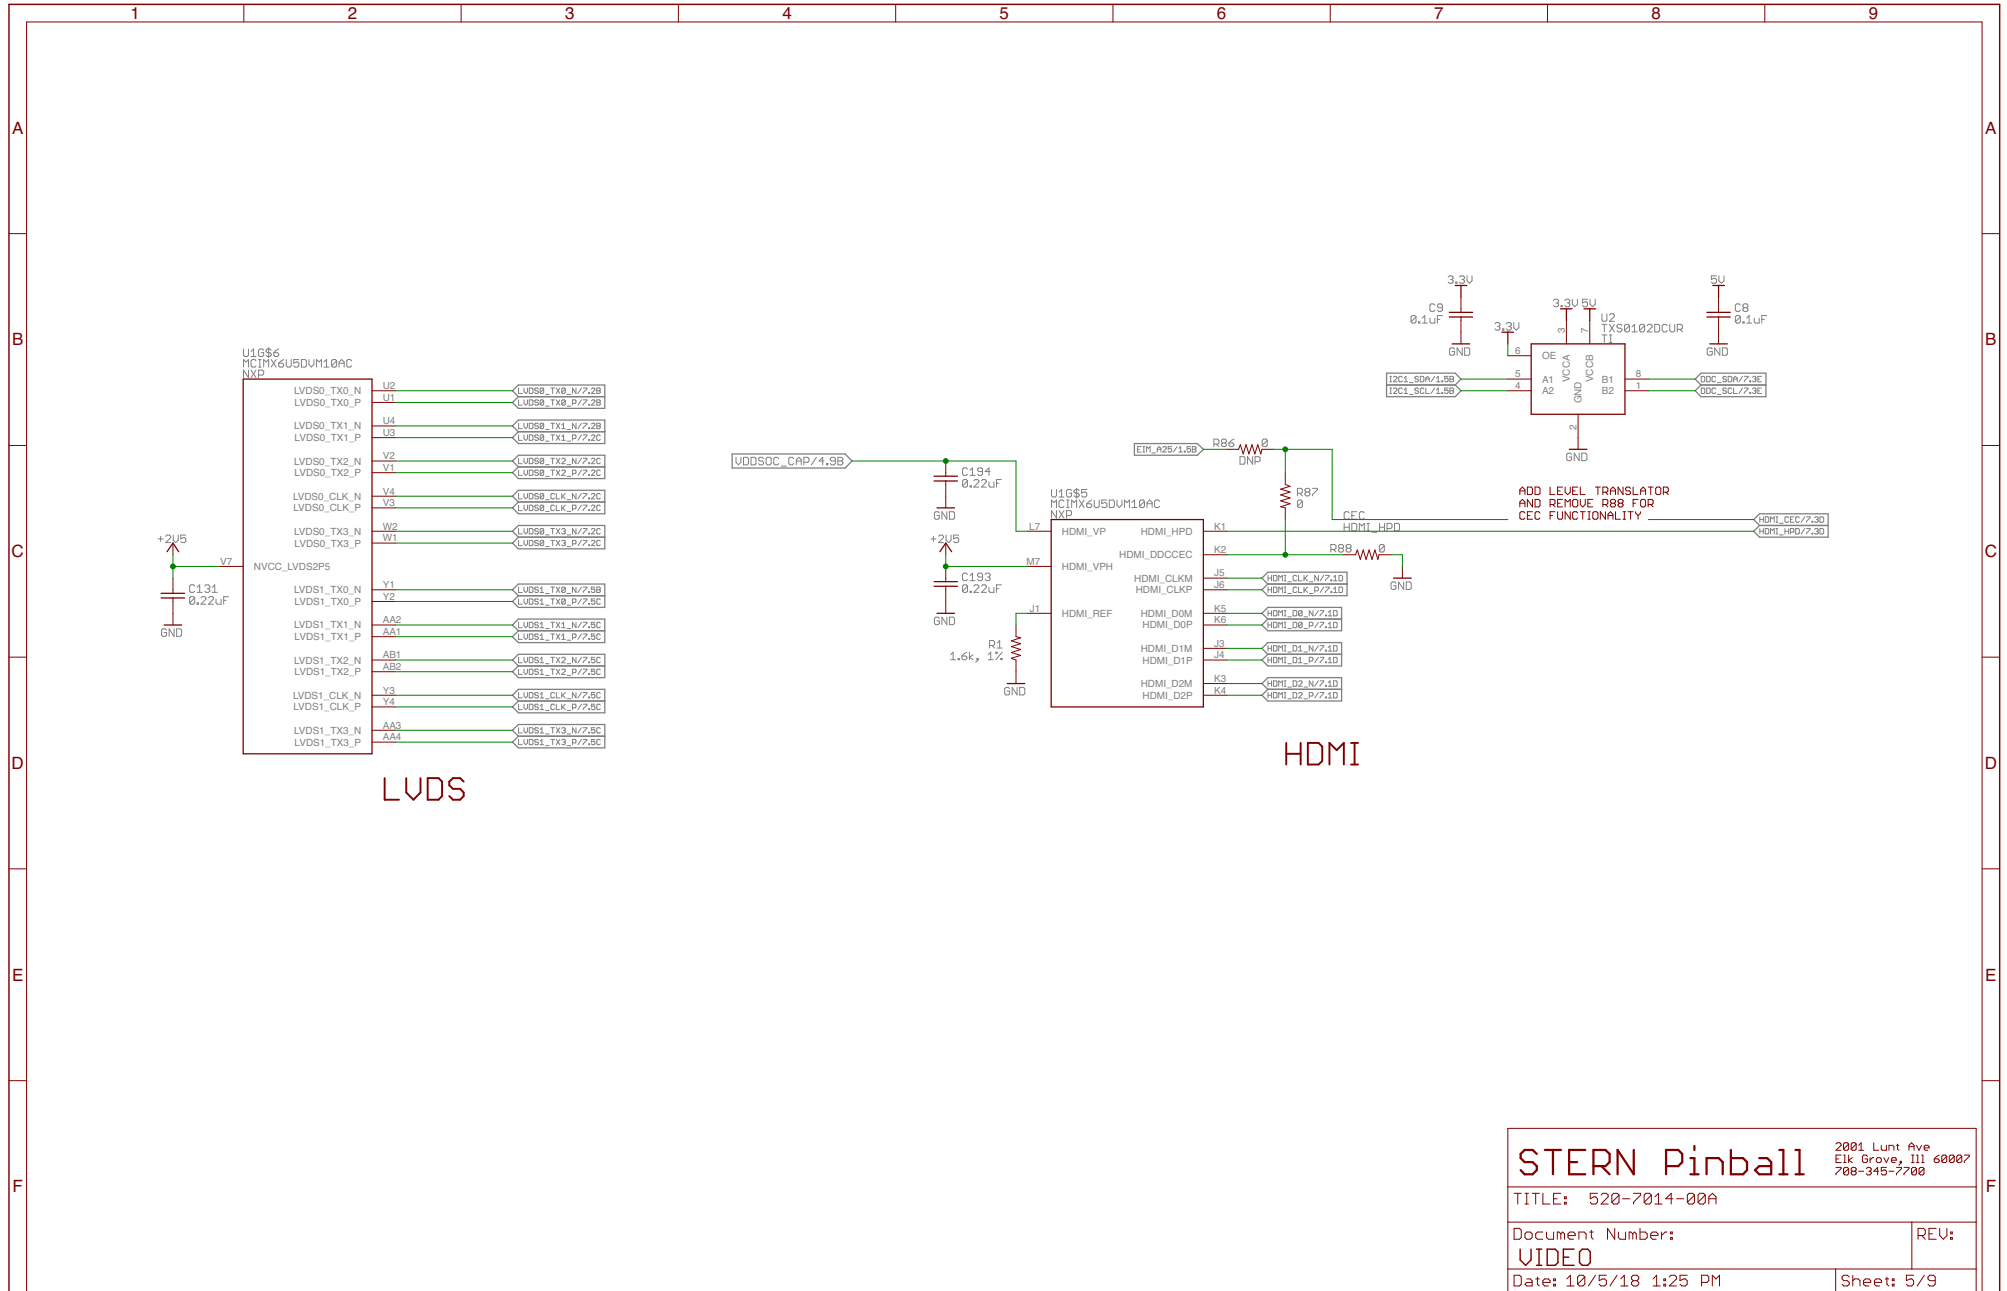 1 2 3 4 5 6 7 8 9
A A
B B
C C
D D
E E
F F
U1G$6
MCIMX6U5DVM10AC
NXP
LVDS0_TX0_N U2 LVDS0_TX0_N/7.2B
LVDS0_TX0_P U1 LVDS0_TX0_P/7.2B
LVDS0_TX1_N U4 LVDS0_TX1_N/7.2B
LVDS0_TX1_P U3 LVDS0_TX1_P/7.2C
LVDS0_TX2_N V2 LVDS0_TX2_N/7.2C
LVDS0_TX2_P V1 LVDS0_TX2_P/7.2C
LVDS0_CLK_N V4 LVDS0_CLK_N/7.2C
LVDS0_CLK_P V3 LVDS0_CLK_P/7.2C
LVDS0_TX3_N W2 LVDS0_TX3_N/7.2C
LVDS0_TX3_P W1 LVDS0_TX3_P/7.2C
+2V5
V7 NVCC_LVDS2P5
C131
0.22uF
GND
LVDS1_TX0_N Y1 LVDS1_TX0_N/7.5B
LVDS1_TX0_P Y2 LVDS1_TX0_P/7.5C
LVDS1_TX1_N AA2 LVDS1_TX1_N/7.5C
LVDS1_TX1_P AA1 LVDS1_TX1_P/7.5C
LVDS1_TX2_N AB1 LVDS1_TX2_N/7.5C
LVDS1_TX2_P AB2 LVDS1_TX2_P/7.5C
LVDS1_CLK_N Y3 LVDS1_CLK_N/7.5C
LVDS1_CLK_P Y4 LVDS1_CLK_P/7.5C
LVDS1_TX3_N AA3 LVDS1_TX3_N/7.5C
LVDS1_TX3_P AA4 LVDS1_TX3_P/7.5C
LVDS
VDDSOC_CAP/4.9B
C194
0.22uF
GND
+2V5
C193
0.22uF
GND
R1
1.6k, 1%
GND
U1G$5
MCIMX6U5DVM10AC
NXP
L7 HDMI_VP
M7 HDMI_VPH
J1 HDMI_REF
HDMI_HPD K1
HDMI_DDCCEC K2
HDMI_CLKM J5 HDMI_CLK_N/7.1D
HDMI_CLKP J6 HDMI_CLK_P/7.1D
HDMI_D0M K5 HDMI_D0_N/7.1D
HDMI_D0P K6 HDMI_D0_P/7.1D
HDMI_D1M J3 HDMI_D1_N/7.1D
HDMI_D1P J4 HDMI_D1_P/7.1D
HDMI_D2M K3 HDMI_D2_N/7.1D
HDMI_D2P K4 HDMI_D2_P/7.1D
HDMI
EIM_A25/1.5B
R86 0
DNP
R87
0
CEC
HDMI_HPD
R88 0
GND
ADD LEVEL TRANSLATOR
AND REMOVE R88 FOR
CEC FUNCTIONALITY
HDMI_CEC/7.3D
HDMI_HPD/7.3D
3.3V
C9
0.1uF
GND
3.3V
3.3V 5V
U2
TXS0102DCUR
TI
3 7
6 OE
VCCA
VCCB
GND
I2C1_SDA/1.5B 5 A1
I2C1_SCL/1.5B 4 A2
B1 8 DDC_SDA/7.3E
B2 1 DDC_SCL/7.3E
2
GND
5V
C8
0.1uF
GND
STERN Pinball
2001 Lunt Ave
Elk Grove, Ill 60007
708-345-7700
TITLE: 520-7014-00A
Document Number:
VIDEO
REV:
Date: 10/5/18 1:25 PM
Sheet: 5/9